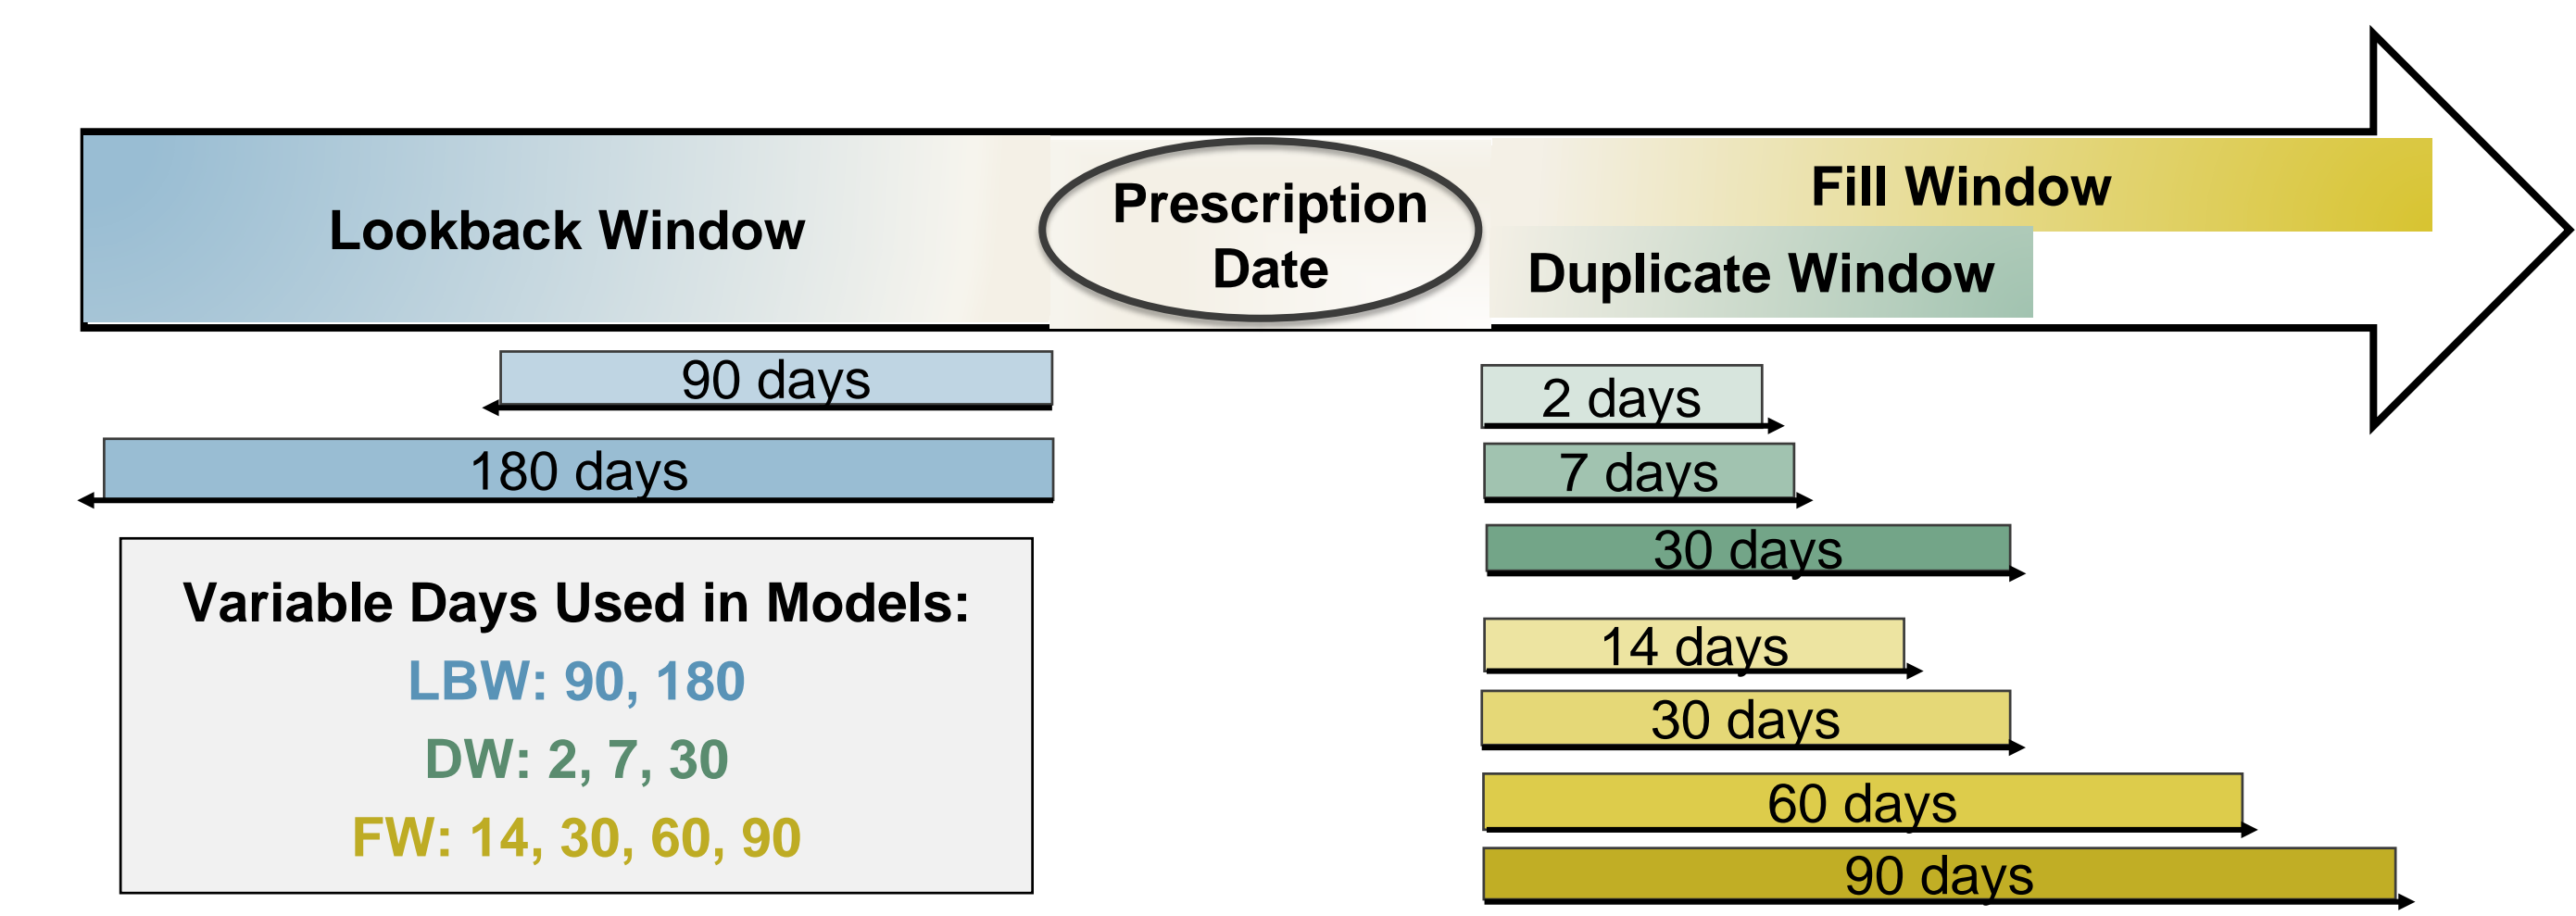 Lookback Window
Prescription
Date
Fill Window
Duplicate Window
90 days
180 days
2 days
7 days
30 days
14 days
30 days
60 days
90 days
Variable Days Used in Models:
LBW: 90, 180
DW: 2, 7, 30
FW: 14, 30, 60, 90